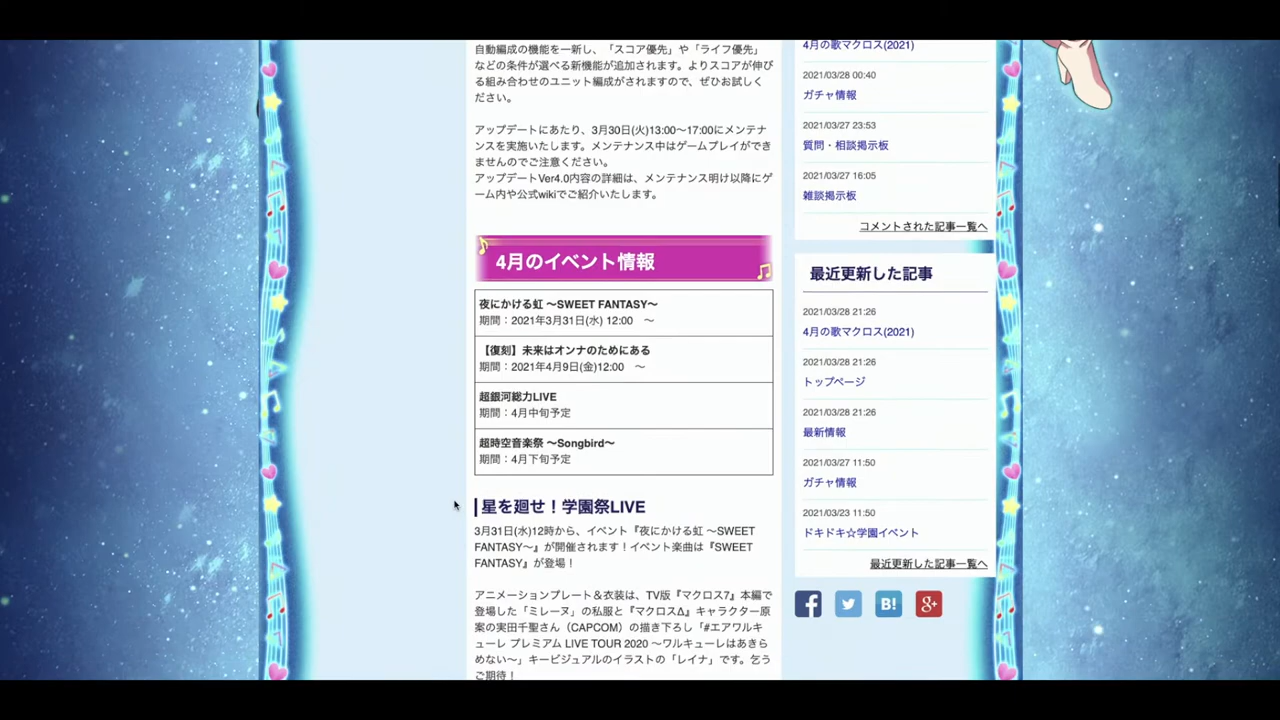 自動編成の機能を一新し、「スコア優先」や「ライフ優先」
などの条件が選べる新機能が追加されます。よりスコアが伸び
る組み合わせのユニット編成がされますので、ぜひお試しく
ださい。
アップデートにあたり、3月30日(火)13:00〜17:00にメンテナ
ンスを実施いたします。メンテナンス中はゲームプレイができ
ませんのでご注意ください。
アップデートVer4.0内容の詳細は、メンテナンス明け以降にゲ
ーム内や公式wikiでご紹介いたします。
4月のイベント情報
夜にかける虹 〜SWEET FANTASY〜
期間：2021年3月31日(水) 12:00　〜
【復刻】未来はオンナのためにある
期間：2021年4月9日(金)12:00　〜
超銀河総力LIVE
期間：4月中旬予定
超時空音楽祭 〜Songbird〜
期間：4月下旬予定
星を廻せ！学園祭LIVE
3月31日(水)12時から、イベント『夜にかける虹 〜SWEET
FANTASY〜』が開催されます！イベント楽曲は『SWEET
FANTASY』が登場！
アニメーションプレート＆衣装は、TV版『マクロス7』本編で
登場した「ミレーヌ」の私服と『マクロスΔ』キャラクター原
案の実田千聖さん（CAPCOM）の描き下ろし「#エアワルキ
ューレ プレミアム LIVE TOUR 2020 〜ワルキューレはあきら
めない〜」キービジュアルのイラストの「レイナ」です。乞う
ご期待！
4月の歌マクロス(2021)
2021/03/28 00:40
ガチャ情報
2021/03/27 23:53
質問・相談掲示板
2021/03/27 16:05
雑談掲示板
コメントされた記事一覧へ
最近更新した記事
2021/03/28 21:26
4月の歌マクロス(2021)
2021/03/28 21:26
トップページ
2021/03/28 21:26
最新情報
2021/03/27 11:50
ガチャ情報
2021/03/23 11:50
ドキドキ☆学園イベント
最近更新した記事一覧へ
B!
g+